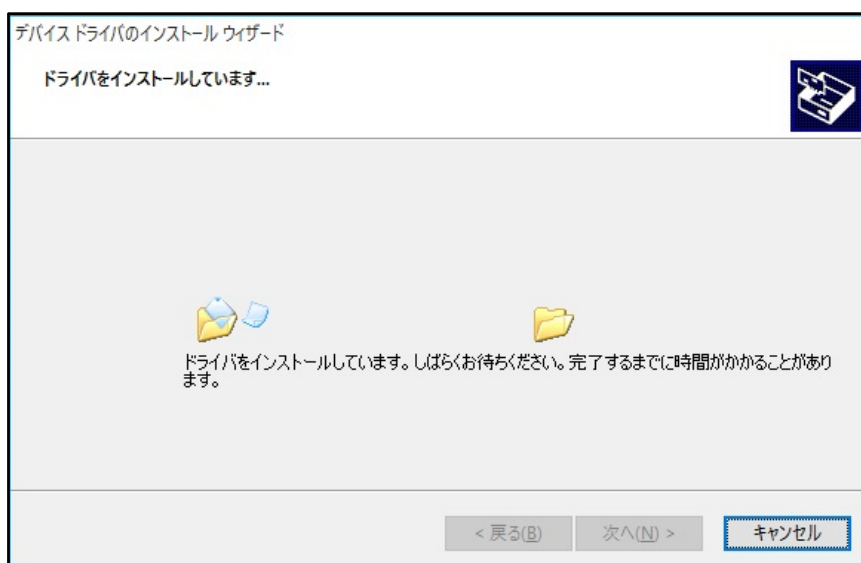 デバイス ドライバのインストール ウィザード
ドライバをインストールしています...
ドライバをインストールしています。しばらくお待ちください。完了するまでに時間がかかることがあり
ます。
< 戻る(B)
次へ(N) >
キャンセル